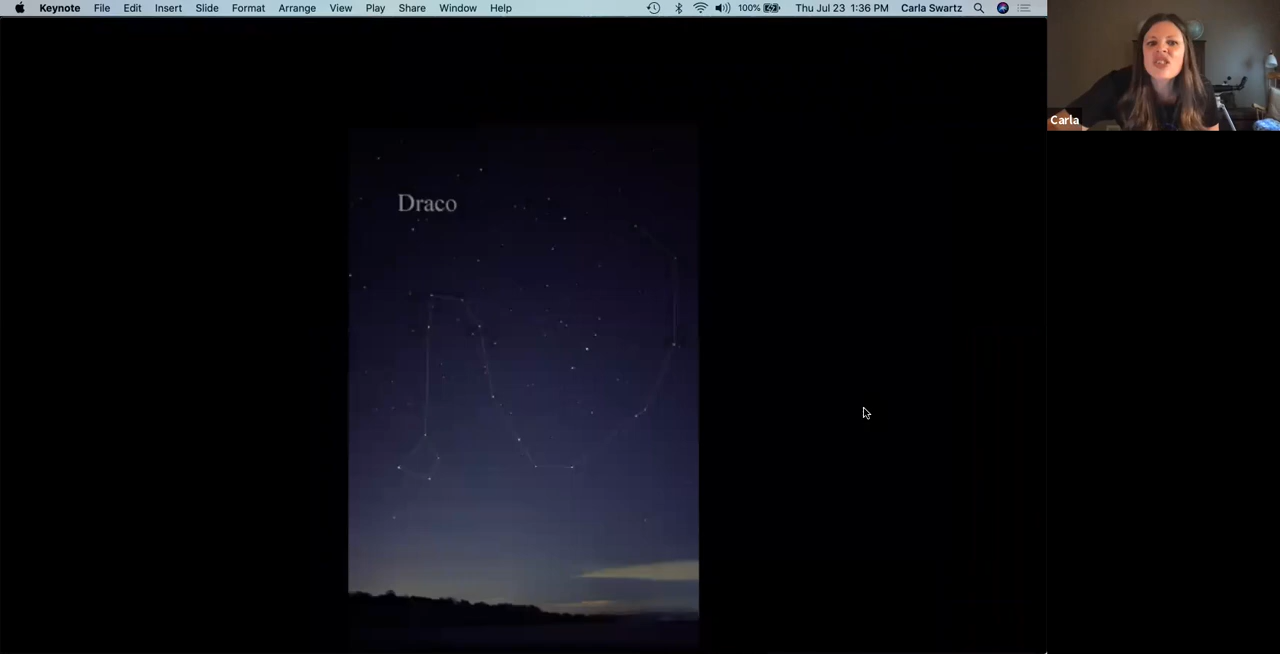 Keynote File Edit Insert Slide Format Arrange View Play Share Window Help 100% Thu Jul 23 1:36 PM Carla Swartz
Carla
Draco